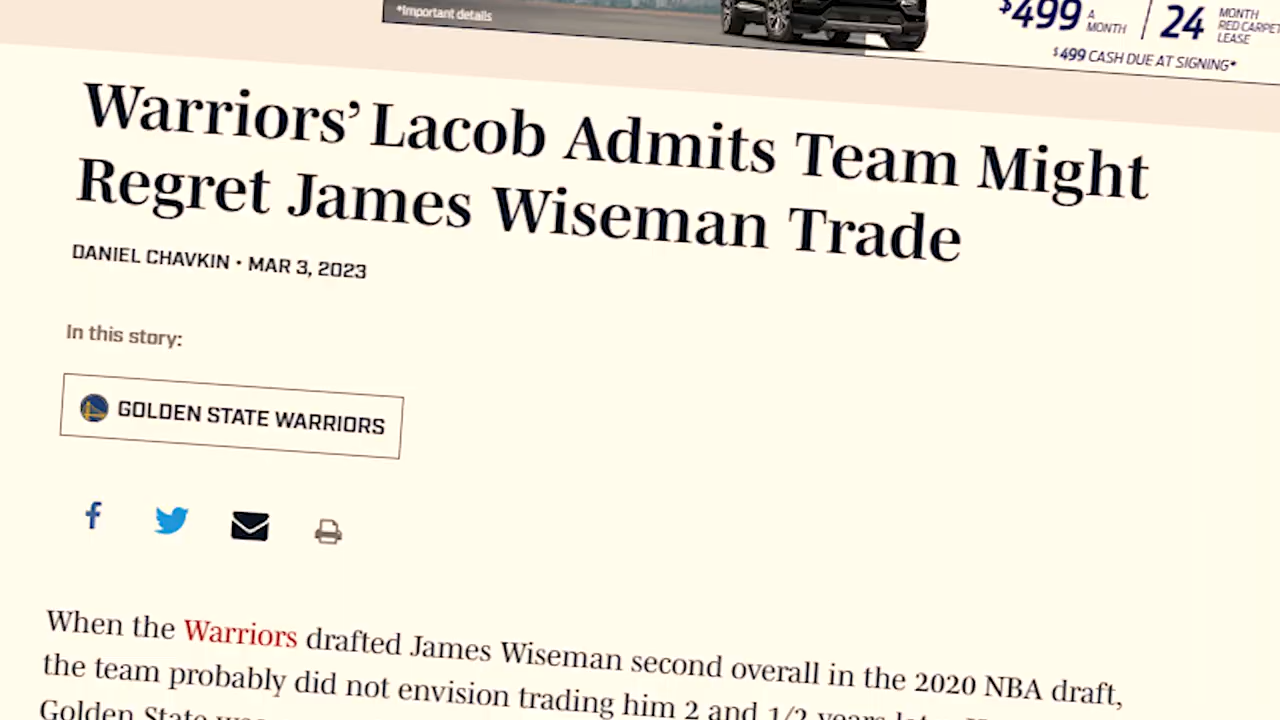 *Important details
$499 A MONTH
24 MONTH RED CARPET LEASE
$499 CASH DUE AT SIGNING*
Warriors’ Lacob Admits Team Might
Regret James Wiseman Trade
DANIEL CHAVKIN • MAR 3, 2023
In this story:
GOLDEN STATE WARRIORS
When the Warriors drafted James Wiseman second overall in the 2020 NBA draft,
the team probably did not envision trading him 2 and 1/2 years
Golden State